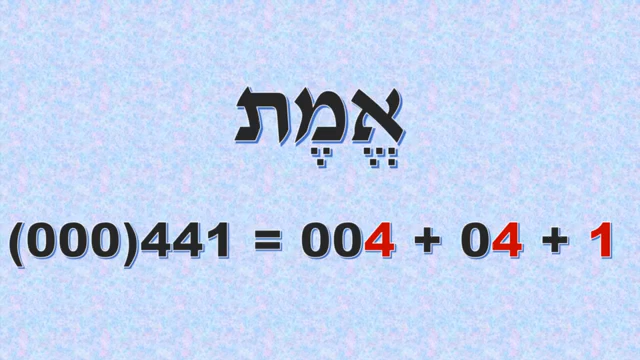 אֱמֶת
(000)441 = 004 + 04 + 1